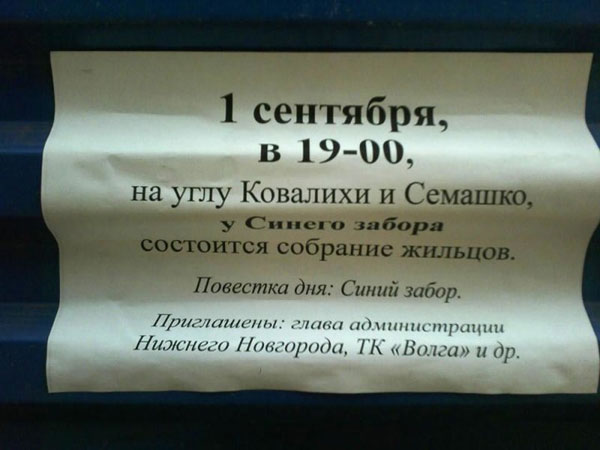 1 сентября,
в 19-00,
на углу Ковалихи и Семашко,
у Синего забора
состоится собрание жильцов.
Повестка дня: Синий забор.
Приглашены: глава администрации
Нижнего Новгорода, ТК «Волга» и др.